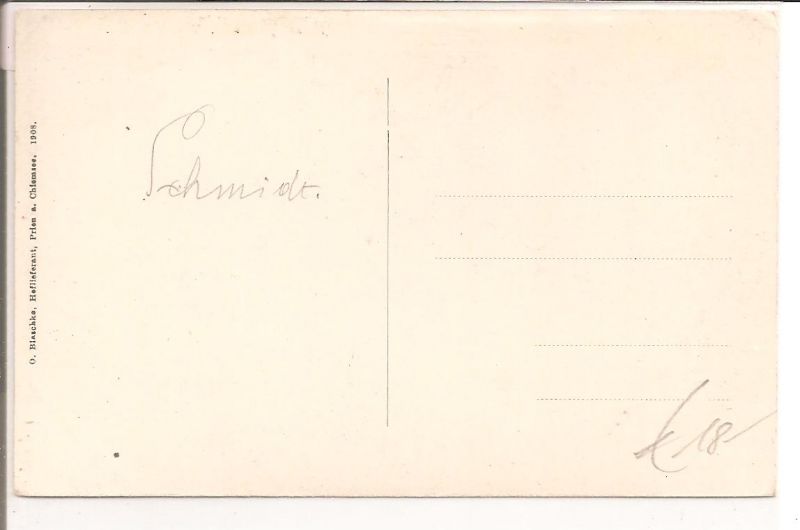 O. Blaschke, Hoflieferant, Prien a. Chiemsee. 1908.
Schmidt.
18